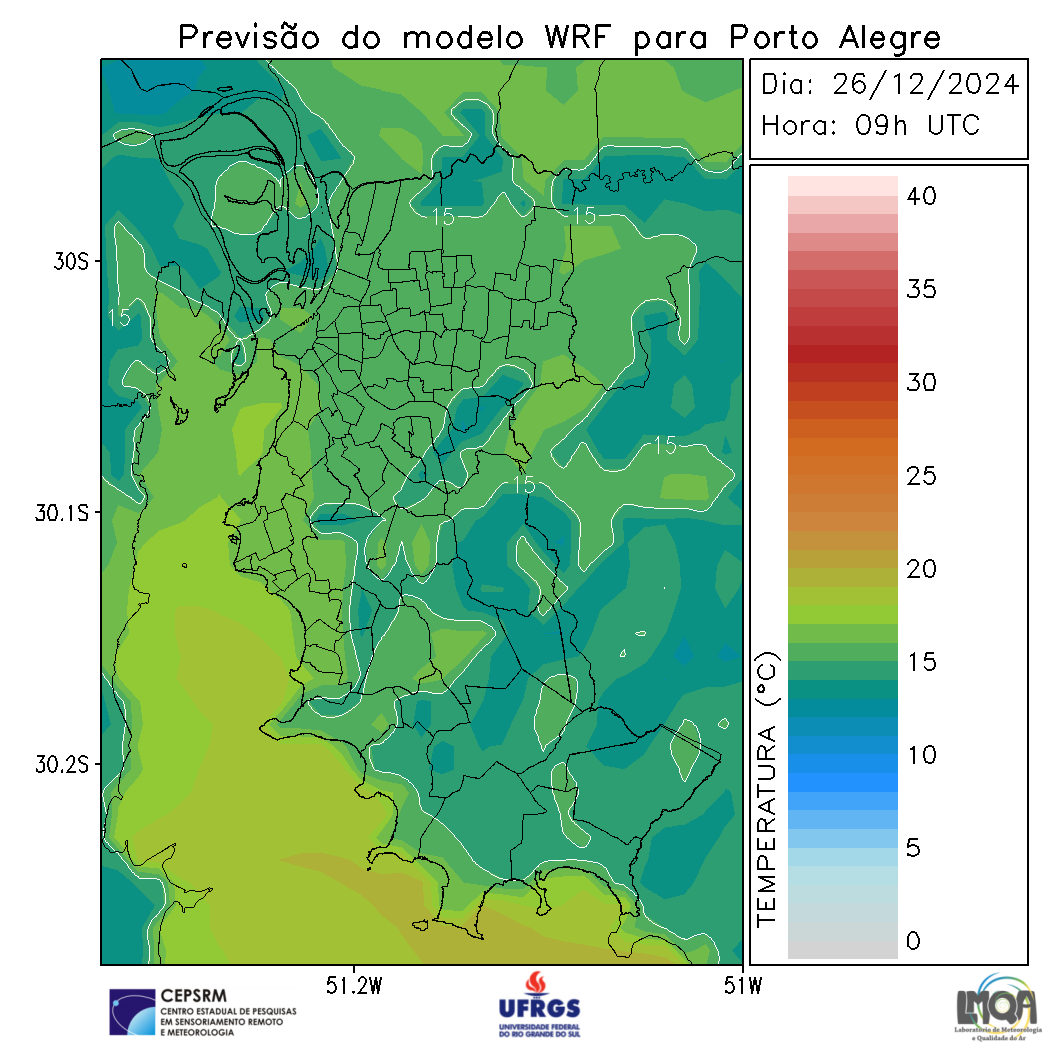 Previsão do modelo WRF para Porto Alegre
Dia: 26/12/2024
Hora: 09h UTC
40
35
30
25
20
15
10
5
0
TEMPERATURA (°C)
30S
30.1S
30.2S
51.2W
51W
15
15
15
15
15
CEPSRM
CENTRO ESTADUAL DE PESQUISAS
EM SENSORIAMENTO REMOTO
E METEOROLOGIA
UFRGS
UNIVERSIDADE FEDERAL
DO RIO GRANDE DO SUL
LMQA
Laboratório de Meteorologia
e Qualidade do Ar